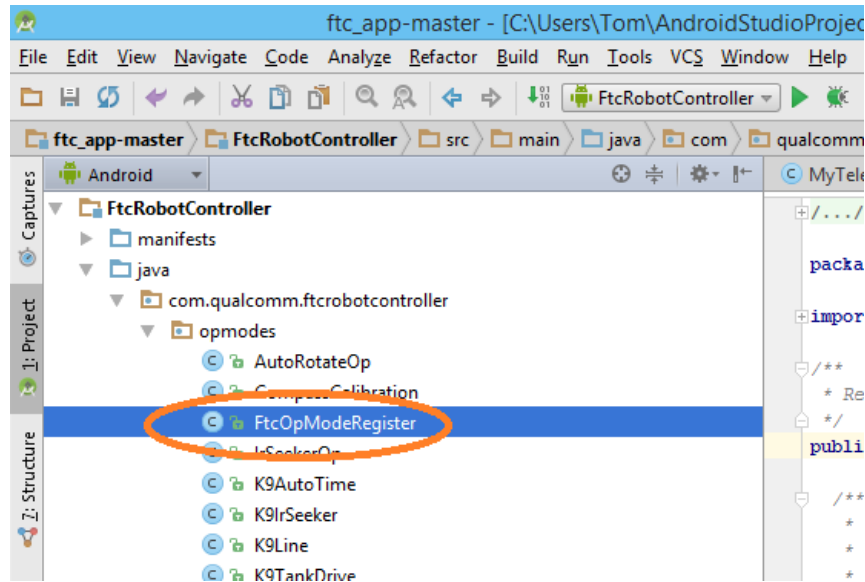 ftc_app-master - [C:\Users\Tom\AndroidStudioProjec
File Edit View Navigate Code Analyze Refactor Build Run Tools VCS Window Help
FtcRobotController
ftc_app-master FtcRobotController src main java com qualcomm
Captures
1: Project
7: Structure
Android
FtcRobotController
manifests
java
com.qualcomm.ftcrobotcontroller
opmodes
AutoRotateOp
CompassCalibration
FtcOpModeRegister
IrSeekerOp
K9AutoTime
K9IrSeeker
K9Line
K9TankDrive
MyTele
/.../
packa
impor
/**
* Re
*/
publi
/**
*
*
*